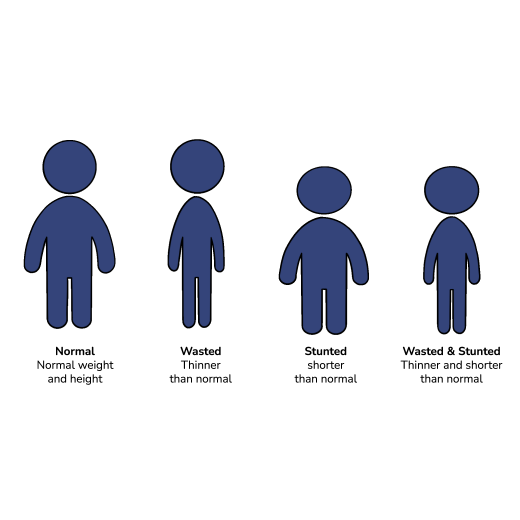 Normal
Normal weight
and height
Wasted
Thinner
than normal
Stunted
shorter
than normal
Wasted & Stunted
Thinner and shorter
than normal